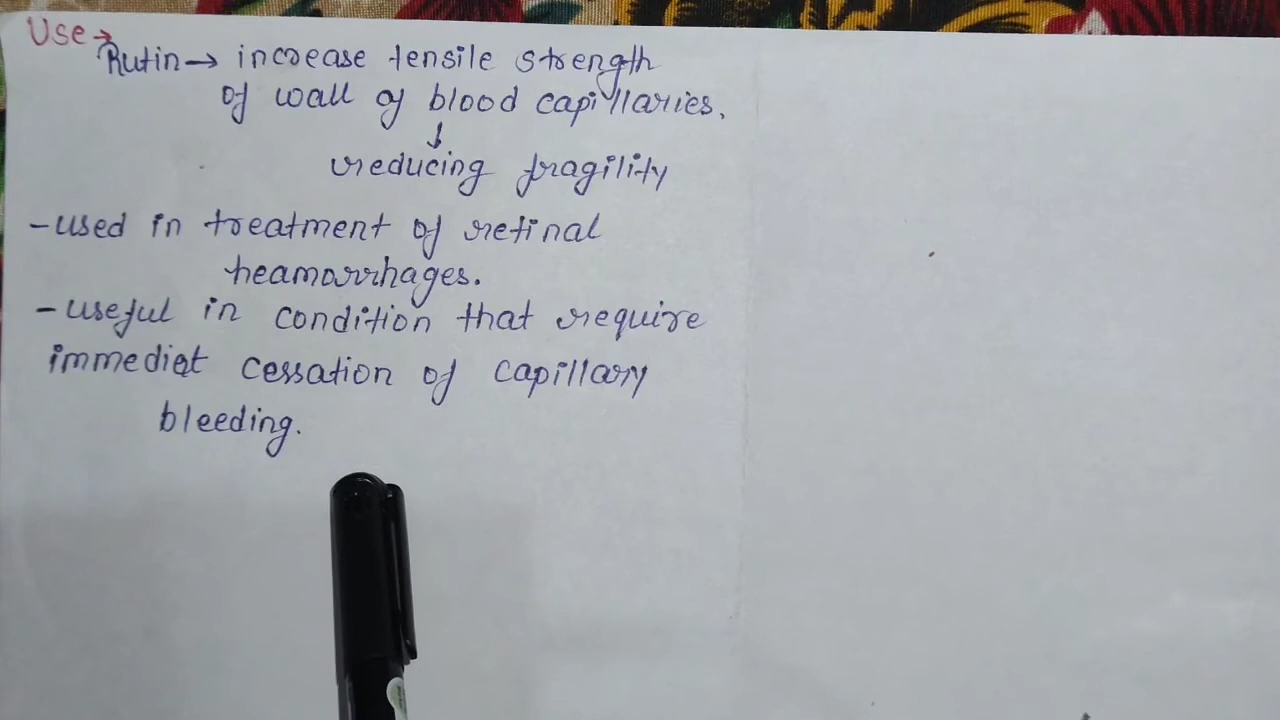 Use →
Rutin → increase tensile strength
of wall of blood capillaries.
↓
reducing fragility
- used in treatment of retinal
heamorrhages.
- useful in condition that require
immediat cessation of capillary
bleeding.